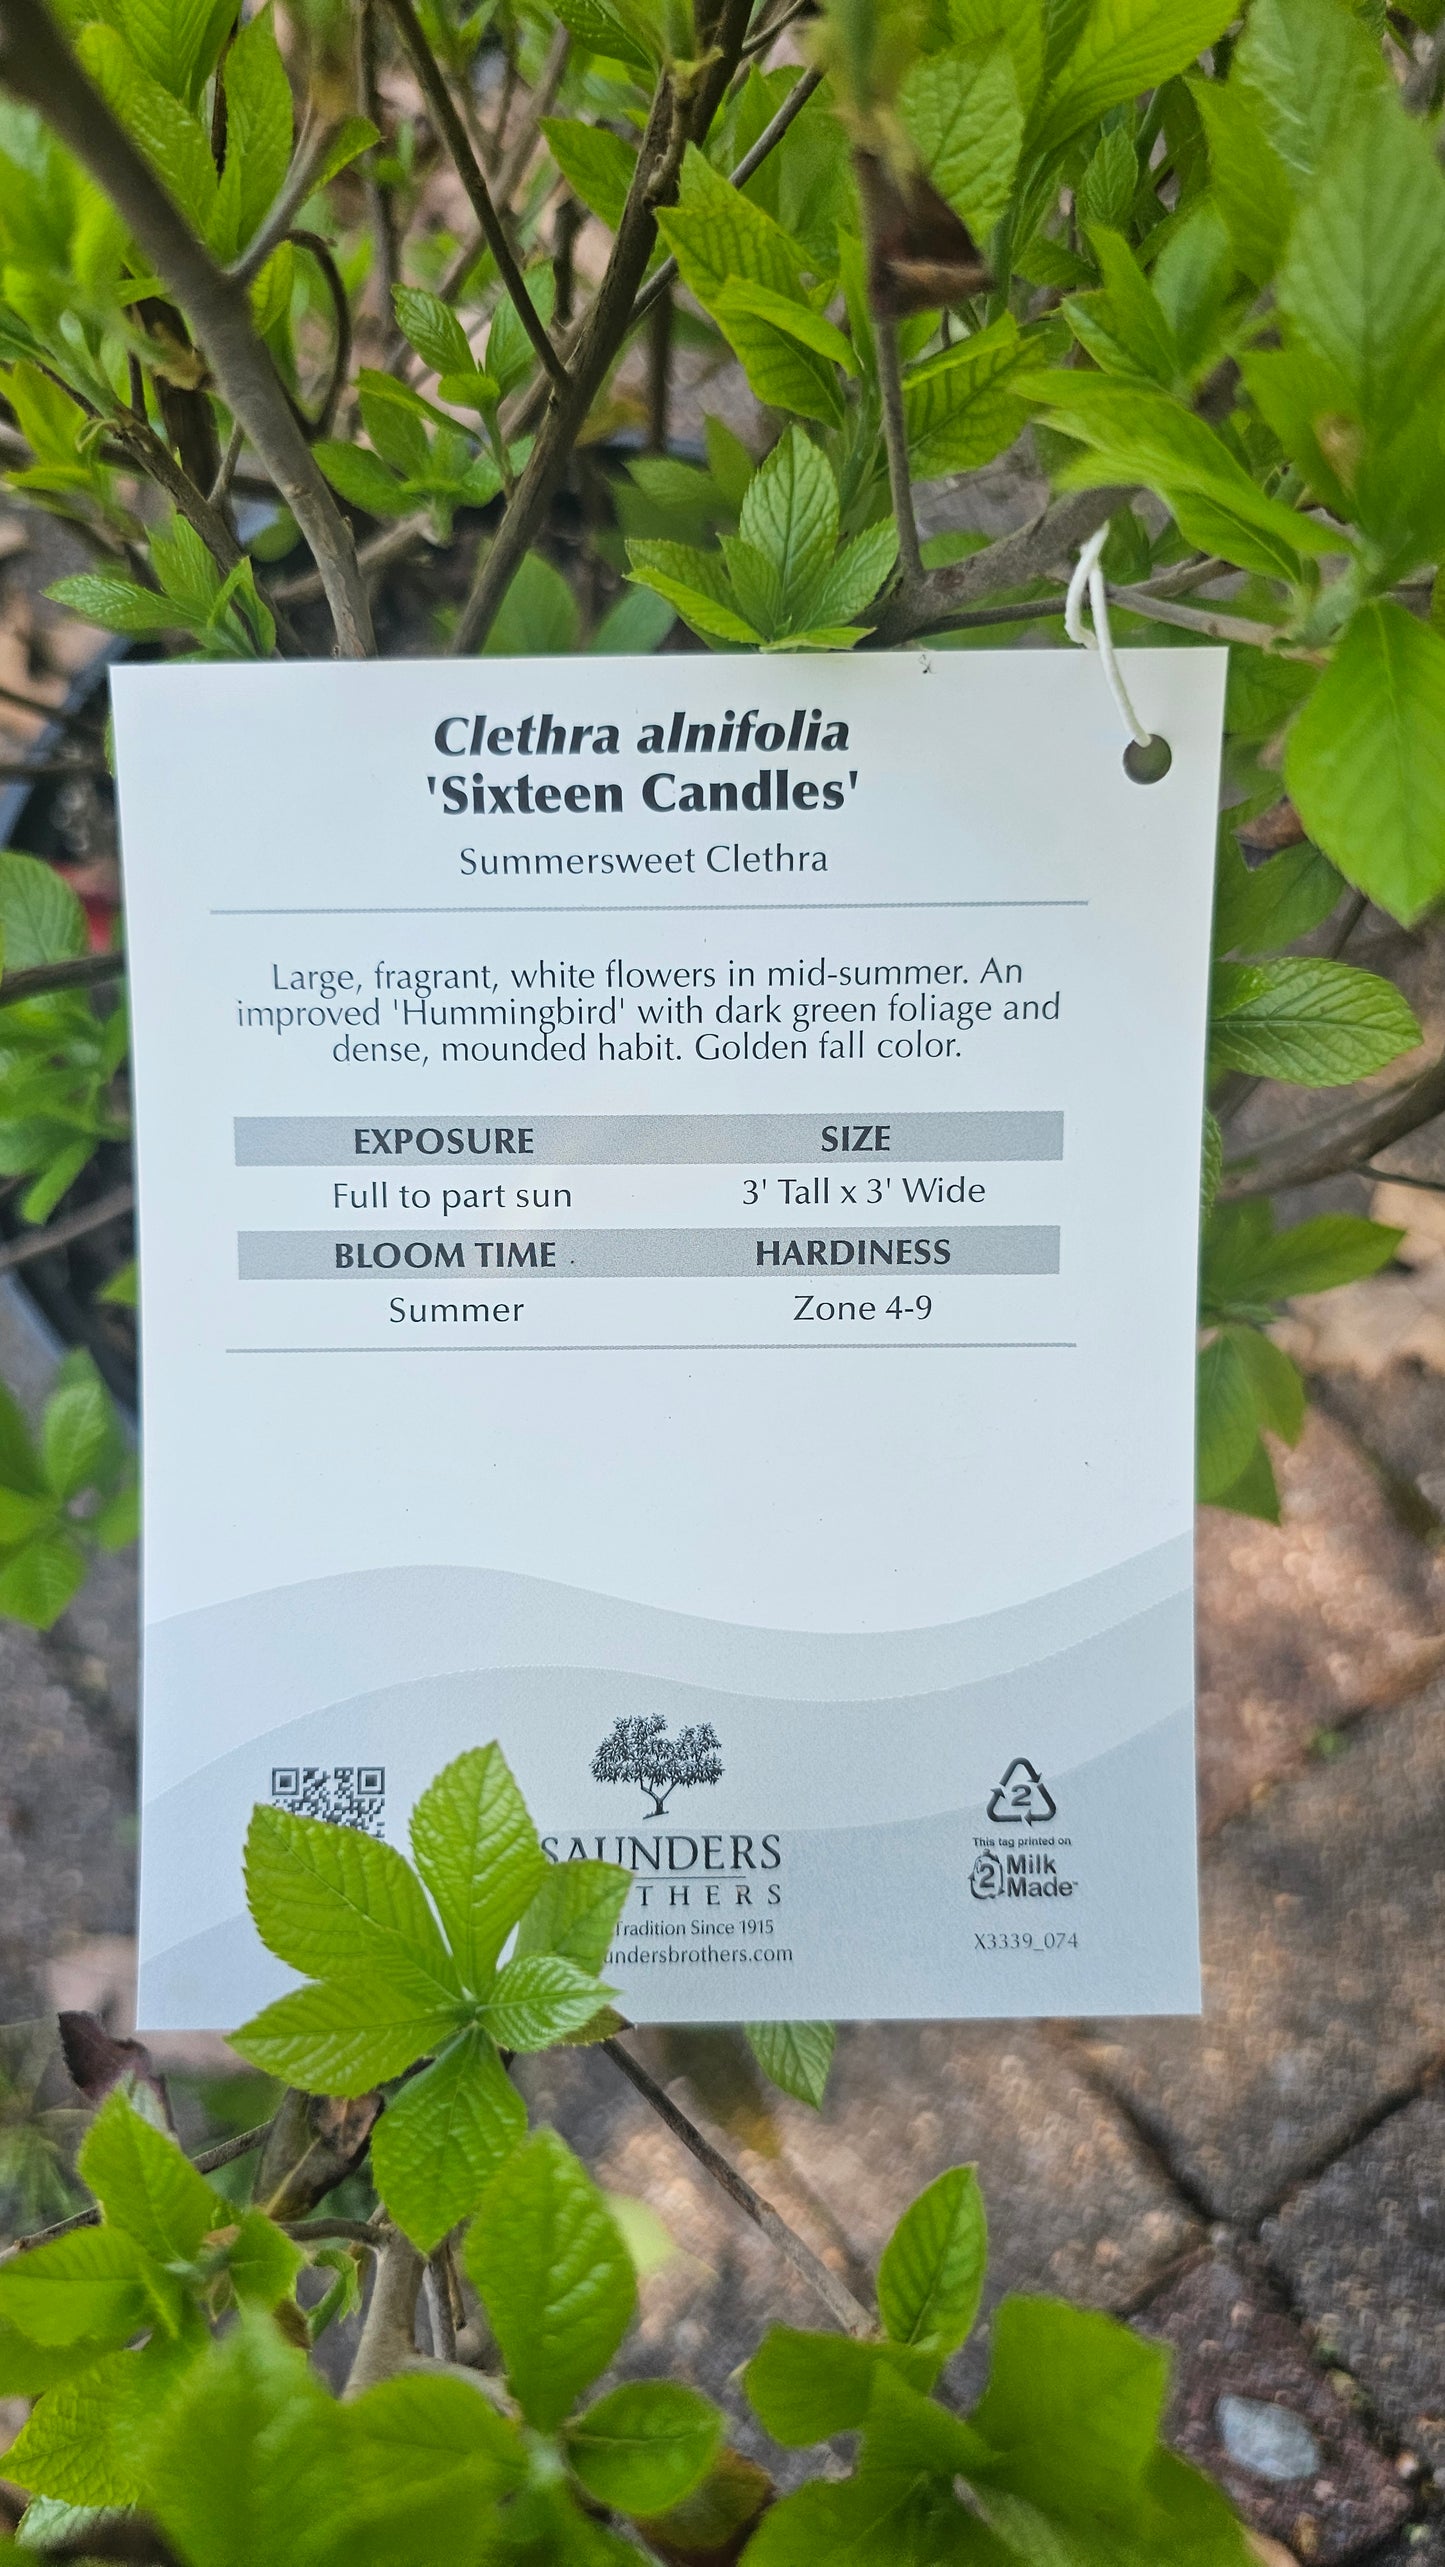 Clethra alnifolia
'Sixteen Candles'
Summersweet Clethra
Large, fragrant, white flowers in mid-summer. An
improved 'Hummingbird' with dark green foliage and
dense, mounded habit. Golden fall color.
EXPOSURE SIZE
Full to part sun 3' Tall x 3' Wide
BLOOM TIME HARDINESS
Summer Zone 4-9
SAUNDERS
THERS
Tradition Since 1915
undersbrothers.com
2
This tag printed on
2 Milk
Made™
X3339_074